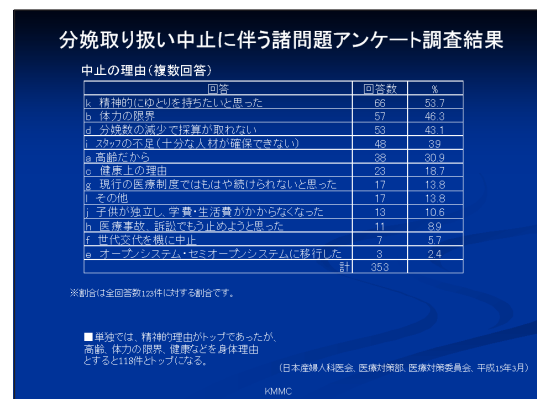 分娩取り扱い中止に伴う諸問題アンケート調査結果
中止の理由(複数回答)
回答 回答数 %
k 精神的にゆとりを持ちたいと思った 66 53.7
b 体力の限界 57 46.3
d 分娩数の減少で採算が取れない 53 43.1
i スタッフの不足(十分な人材が確保できない) 48 39
a 高齢だから 38 30.9
c 健康上の理由 23 18.7
g 現行の医療制度ではもはや続けられないと思った 17 13.8
l その他 17 13.8
j 子供が独立し、学費・生活費がかからなくなった 13 10.6
h 医療事故、訴訟でもう止めようと思った 11 8.9
f 世代交代を機に中止 7 5.7
e オープンシステム・セミオープンシステムに移行した 3 2.4
計 353
※割合は全回答数123件に対する割合です。
■単独では、精神的理由がトップであったが、
高齢、体力の限界、健康などを身体理由
とすると118件とトップになる。
(日本産婦人科医会、医療対策部、医療対策委員会、平成15年3月)
KMMC